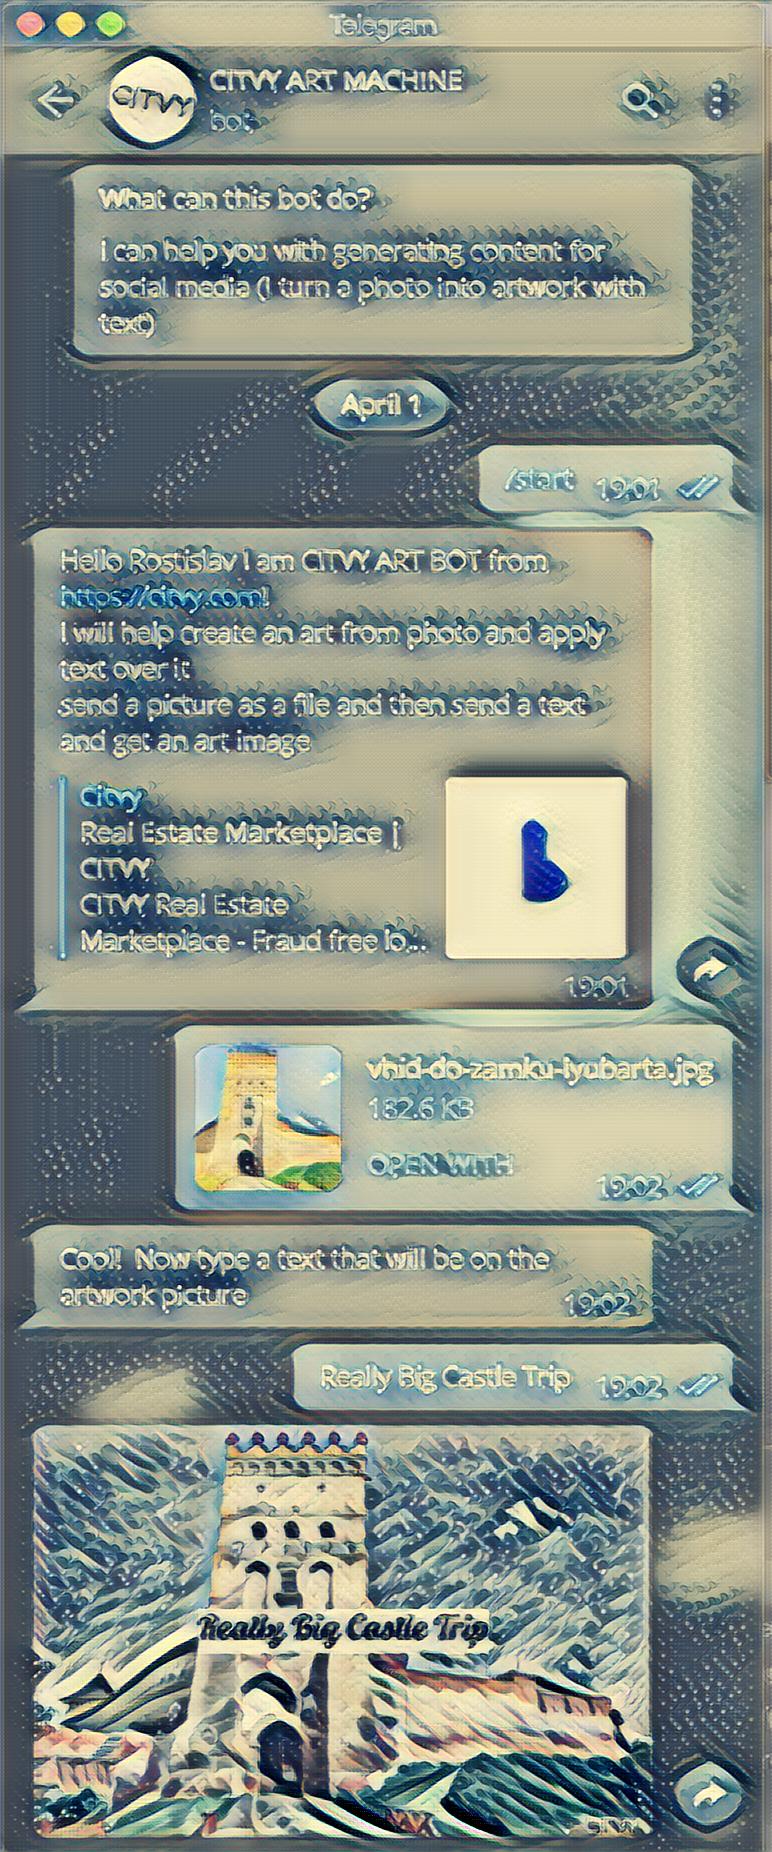 Telegram
CITVY
CITVY ART MACHINE
bot
What can this bot do?
I can help you with generating content for
social media (I turn a photo into artwork with
text)
April 1
/start 19:01
Hello Rostislav I am CITVY ART BOT from
https://citvy.com!
I will help create an art from photo and apply
text over it
send a picture as a file and then send a text
and get an art image
Citvy
Real Estate Marketplace |
CITVY
CITVY Real Estate
Marketplace - Fraud free lo...
19:01
vhid-do-zamku-lyubarta.jpg
182.6 KB
OPEN WITH
19:02
Cool! Now type a text that will be on the
artwork picture
19:02
Really Big Castle Trip 19:02
Really Big Castle Trip